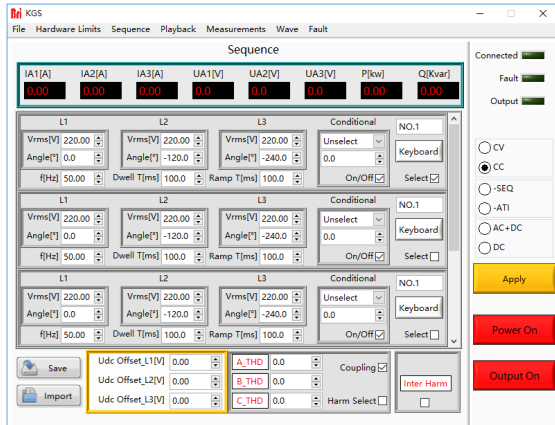 Ari KGS
File Hardware Limits Sequence Playback Measurements Wave Fault
Sequence
IA1[A] IA2[A] IA3[A] UA1[V] UA2[V] UA3[V] P[kw] Q[Kvar]
0.00 0.00 0.00 0.00 0.00 0.00 0.00 0.00
Connected
Fault
Output
L1 L2 L3 Conditional NO.1
Vrms[V] 220.00 Vrms[V] 220.00 Vrms[V] 220.00 Unselect
Angle[°] 0.0 Angle[°] -120.0 Angle[°] -240.0 0.0 Keyboard
f[Hz] 50.00 Dwell T[ms] 100.0 Ramp T[ms] 100.0 On/Off Select
L1 L2 L3 Conditional NO.1
Vrms[V] 220.00 Vrms[V] 220.00 Vrms[V] 220.00 Unselect
Angle[°] 0.0 Angle[°] -120.0 Angle[°] -240.0 0.0 Keyboard
f[Hz] 50.00 Dwell T[ms] 100.0 Ramp T[ms] 100.0 On/Off Select
L1 L2 L3 Conditional NO.1
Vrms[V] 220.00 Vrms[V] 220.00 Vrms[V] 220.00 Unselect
Angle[°] 0.0 Angle[°] -120.0 Angle[°] -240.0 0.0 Keyboard
f[Hz] 50.00 Dwell T[ms] 100.0 Ramp T[ms] 100.0 On/Off Select
CV
CC
-SEQ
-ATI
AC+DC
DC
Apply
Power On
Output On
Save
Import
Udc Offset_L1[V] 0.00
Udc Offset_L2[V] 0.00
Udc Offset_L3[V] 0.00
A_THD 0.0 Coupling
B_THD 0.0
C_THD 0.0 Harm Select
Inter Harm